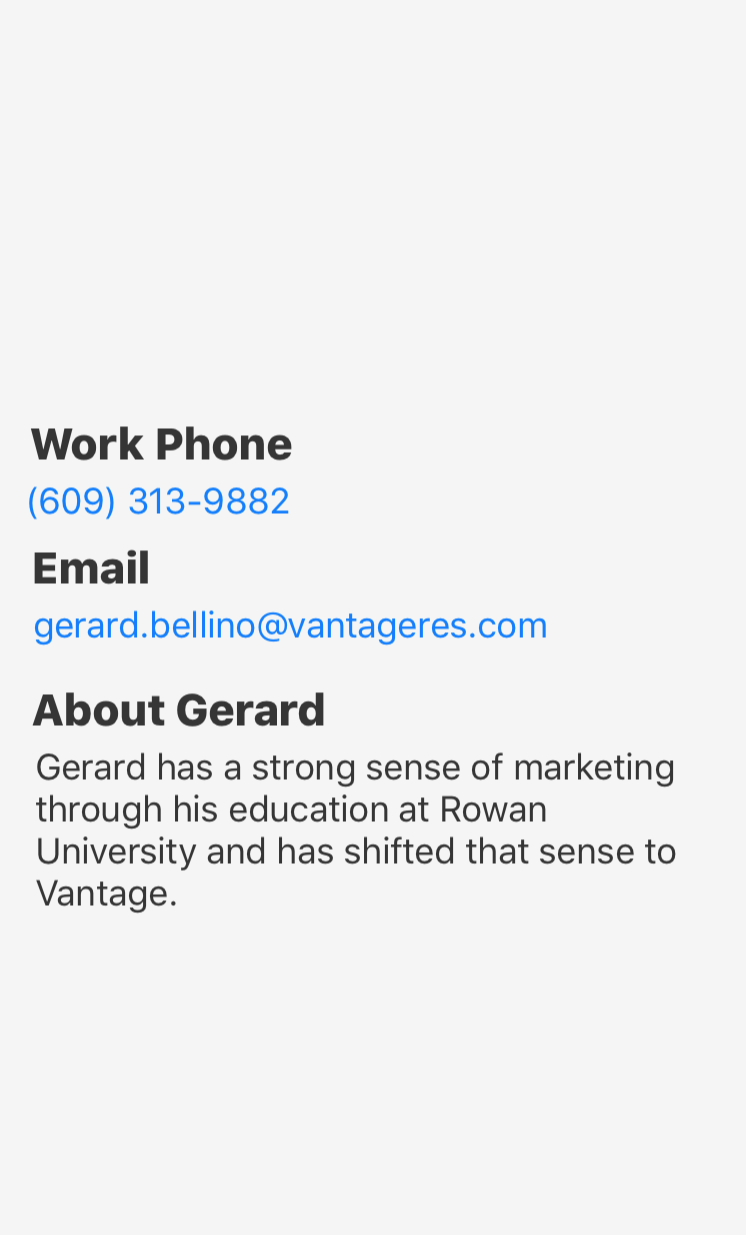 Work Phone
(609) 313-9882
Email
gerard.bellino@vantageres.com
About Gerard
Gerard has a strong sense of marketing
through his education at Rowan
University and has shifted that sense to
Vantage.